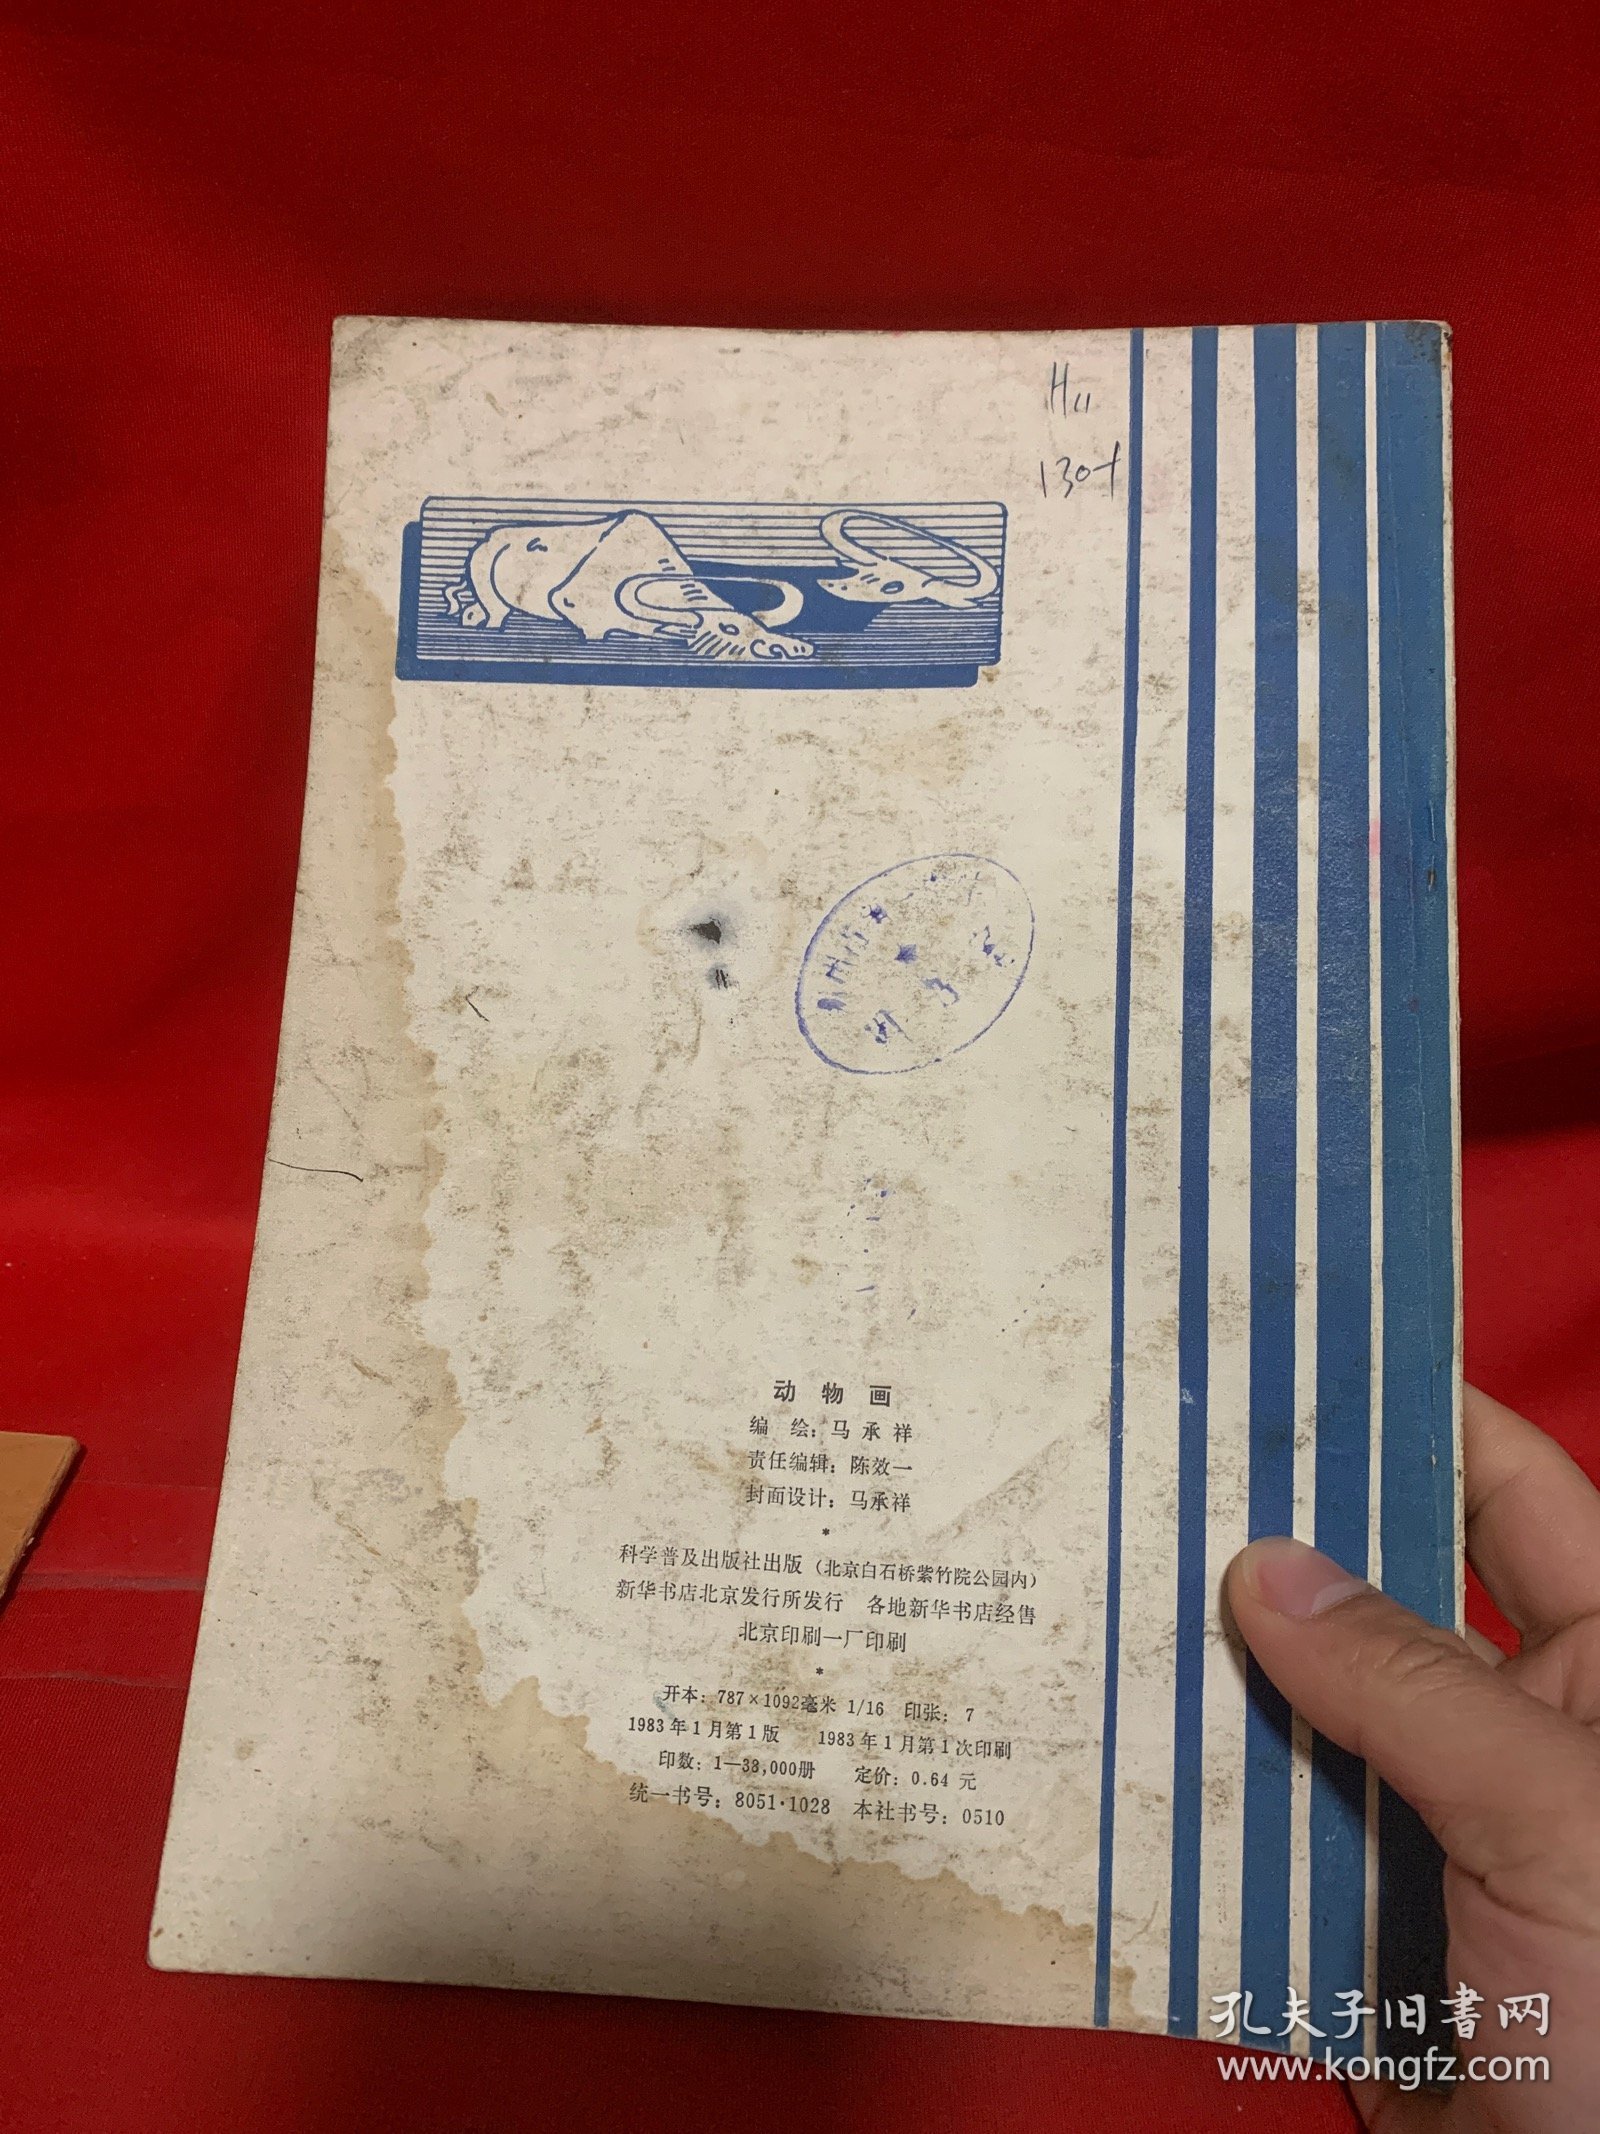 H11
130+
动物画
编 绘：马承祥
责任编辑：陈效一
封面设计：马承祥
*
科学普及出版社出版（北京白石桥紫竹院公园内）
新华书店北京发行所发行 各地新华书店经售
北京印刷一厂印刷
*
开本：787×1092毫米 1/16 印张：7
1983年1月第1版 1983年1月第1次印刷
印数：1—38,000册 定价：0.64 元
统一书号：8051·1028 本社书号：0510
孔夫子旧書网
www.kongfz.com